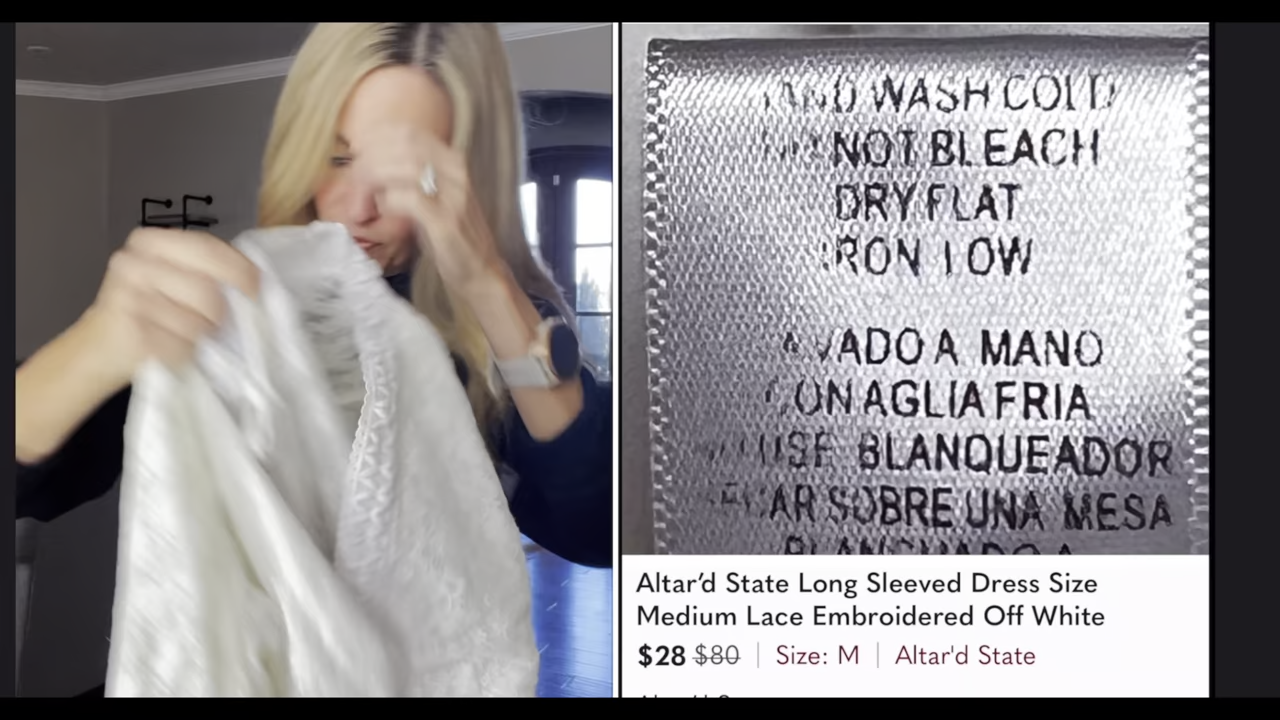 WASH COLD
NOT BLEACH
DRY FLAT
IRON LOW
A MANO
CON AGLIA FRIA
BLANQUEADOR
SOBRE UNA MESA
Altar'd State Long Sleeved Dress Size
Medium Lace Embroidered Off White
$28 $80 | Size: M | Altar'd State